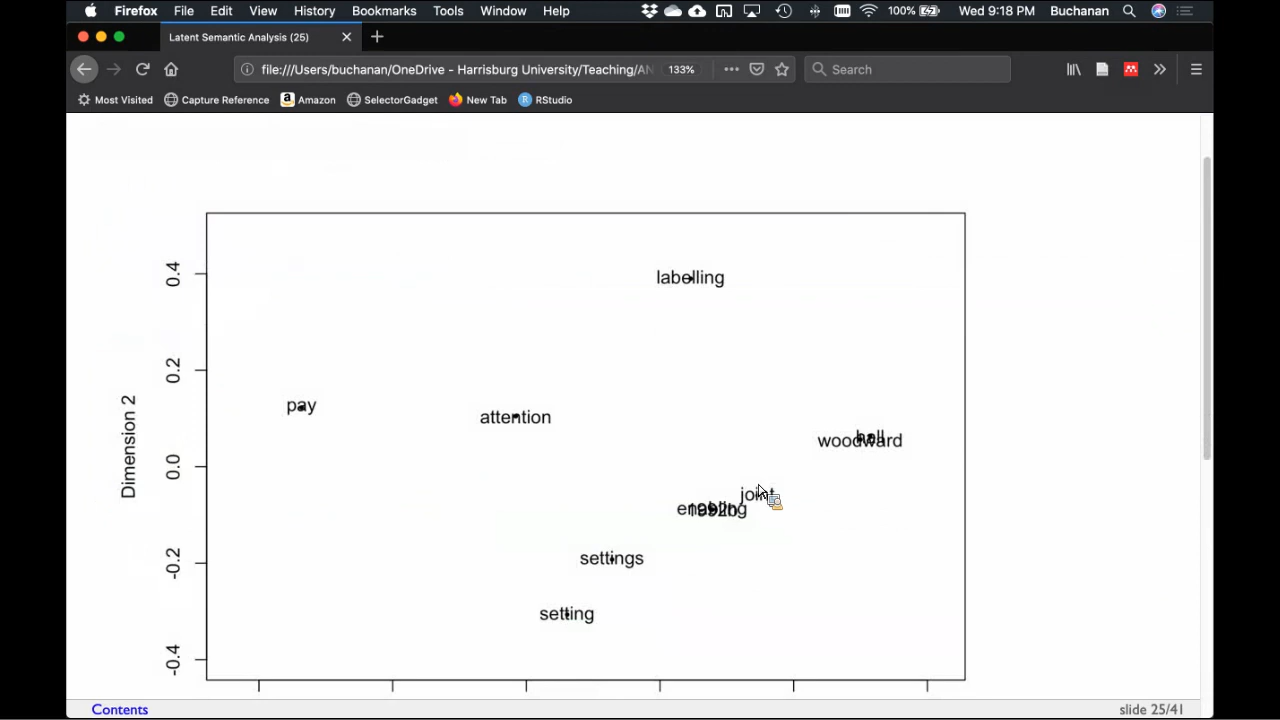 Firefox File Edit View History Bookmarks Tools Window Help 100% Wed 9:18 PM Buchanan
Latent Semantic Analysis (25)
file:///Users/buchanan/OneDrive - Harrisburg University/Teaching/AN 133% Search
Most Visited Capture Reference Amazon SelectorGadget New Tab RStudio
labelling
0.4
0.2
pay
attention
hall
woodward
Dimension 2
0.0
joint
enabling
1992b
settings
-0.2
setting
-0.4
Contents slide 25/41